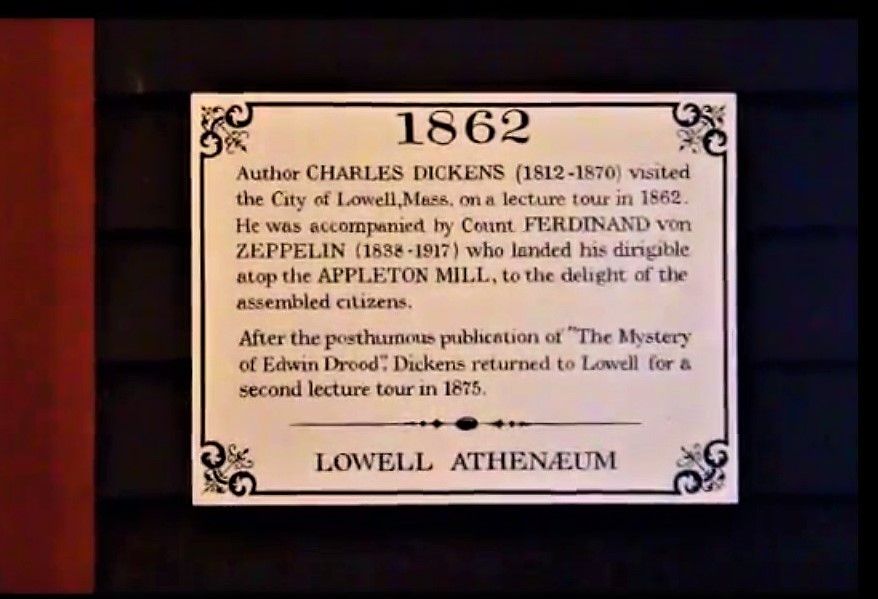 1862
Author CHARLES DICKENS (1812-1870) visited
the City of Lowell,Mass. on a lecture tour in 1862.
He was accompanied by Count FERDINAND von
ZEPPELIN (1838-1917) who landed his dirigible
atop the APPLETON MILL, to the delight of the
assembled citizens.
After the posthumous publication of "The Mystery
of Edwin Drood", Dickens returned to Lowell for a
second lecture tour in 1875.
LOWELL ATHENÆUM